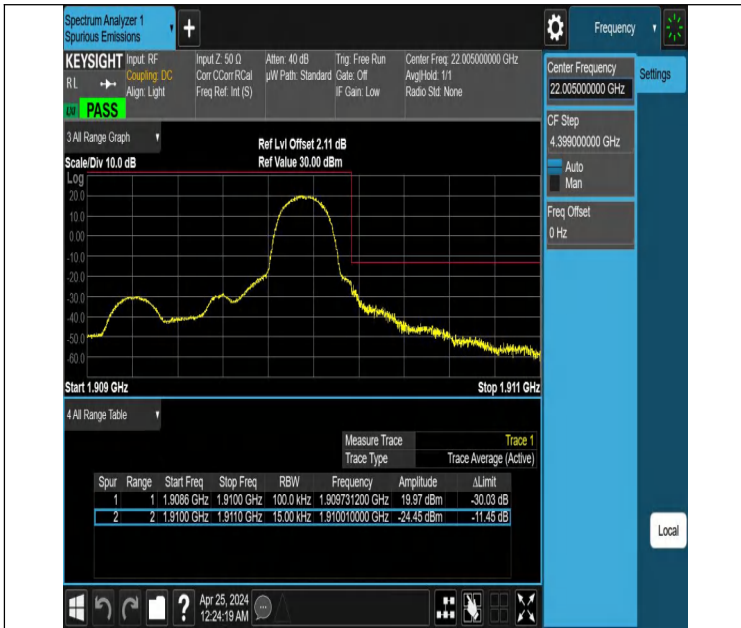 Spectrum Analyzer 1
Spurious Emissions
+
Frequency
KEYSIGHT
Input: RF
Coupling: DC
Align: Light
Input Z: 50 Ω
Corr CCorr RCal
Freq Ref: Int (S)
Atten: 40 dB
µW Path: Standard
Trig: Free Run
Gate: Off
IF Gain: Low
Center Freq: 22.005000000 GHz
Avg|Hold: 1/1
Radio Std: None
RL
PASS
Center Frequency
22.005000000 GHz
Settings
CF Step
4.399000000 GHz
Auto
Man
Freq Offset
0 Hz
3 All Range Graph
Ref Lvl Offset 2.11 dB
Scale/Div 10.0 dB
Ref Value 30.00 dBm
Log
20.0
10.0
0.00
-10.0
-20.0
-30.0
-40.0
-50.0
-60.0
Start 1.909 GHz
Stop 1.911 GHz
4 All Range Table
Measure Trace Trace 1
Trace Type Trace Average (Active)
Spur Range Start Freq Stop Freq RBW Frequency Amplitude ΔLimit
1 1 1.9086 GHz 1.9100 GHz 100.0 kHz 1.909731200 GHz 19.97 dBm -30.03 dB
2 2 1.9100 GHz 1.9110 GHz 15.00 kHz 1.910010000 GHz -24.45 dBm -11.45 dB
Local
?
Apr 25, 2024
12:24:19 AM